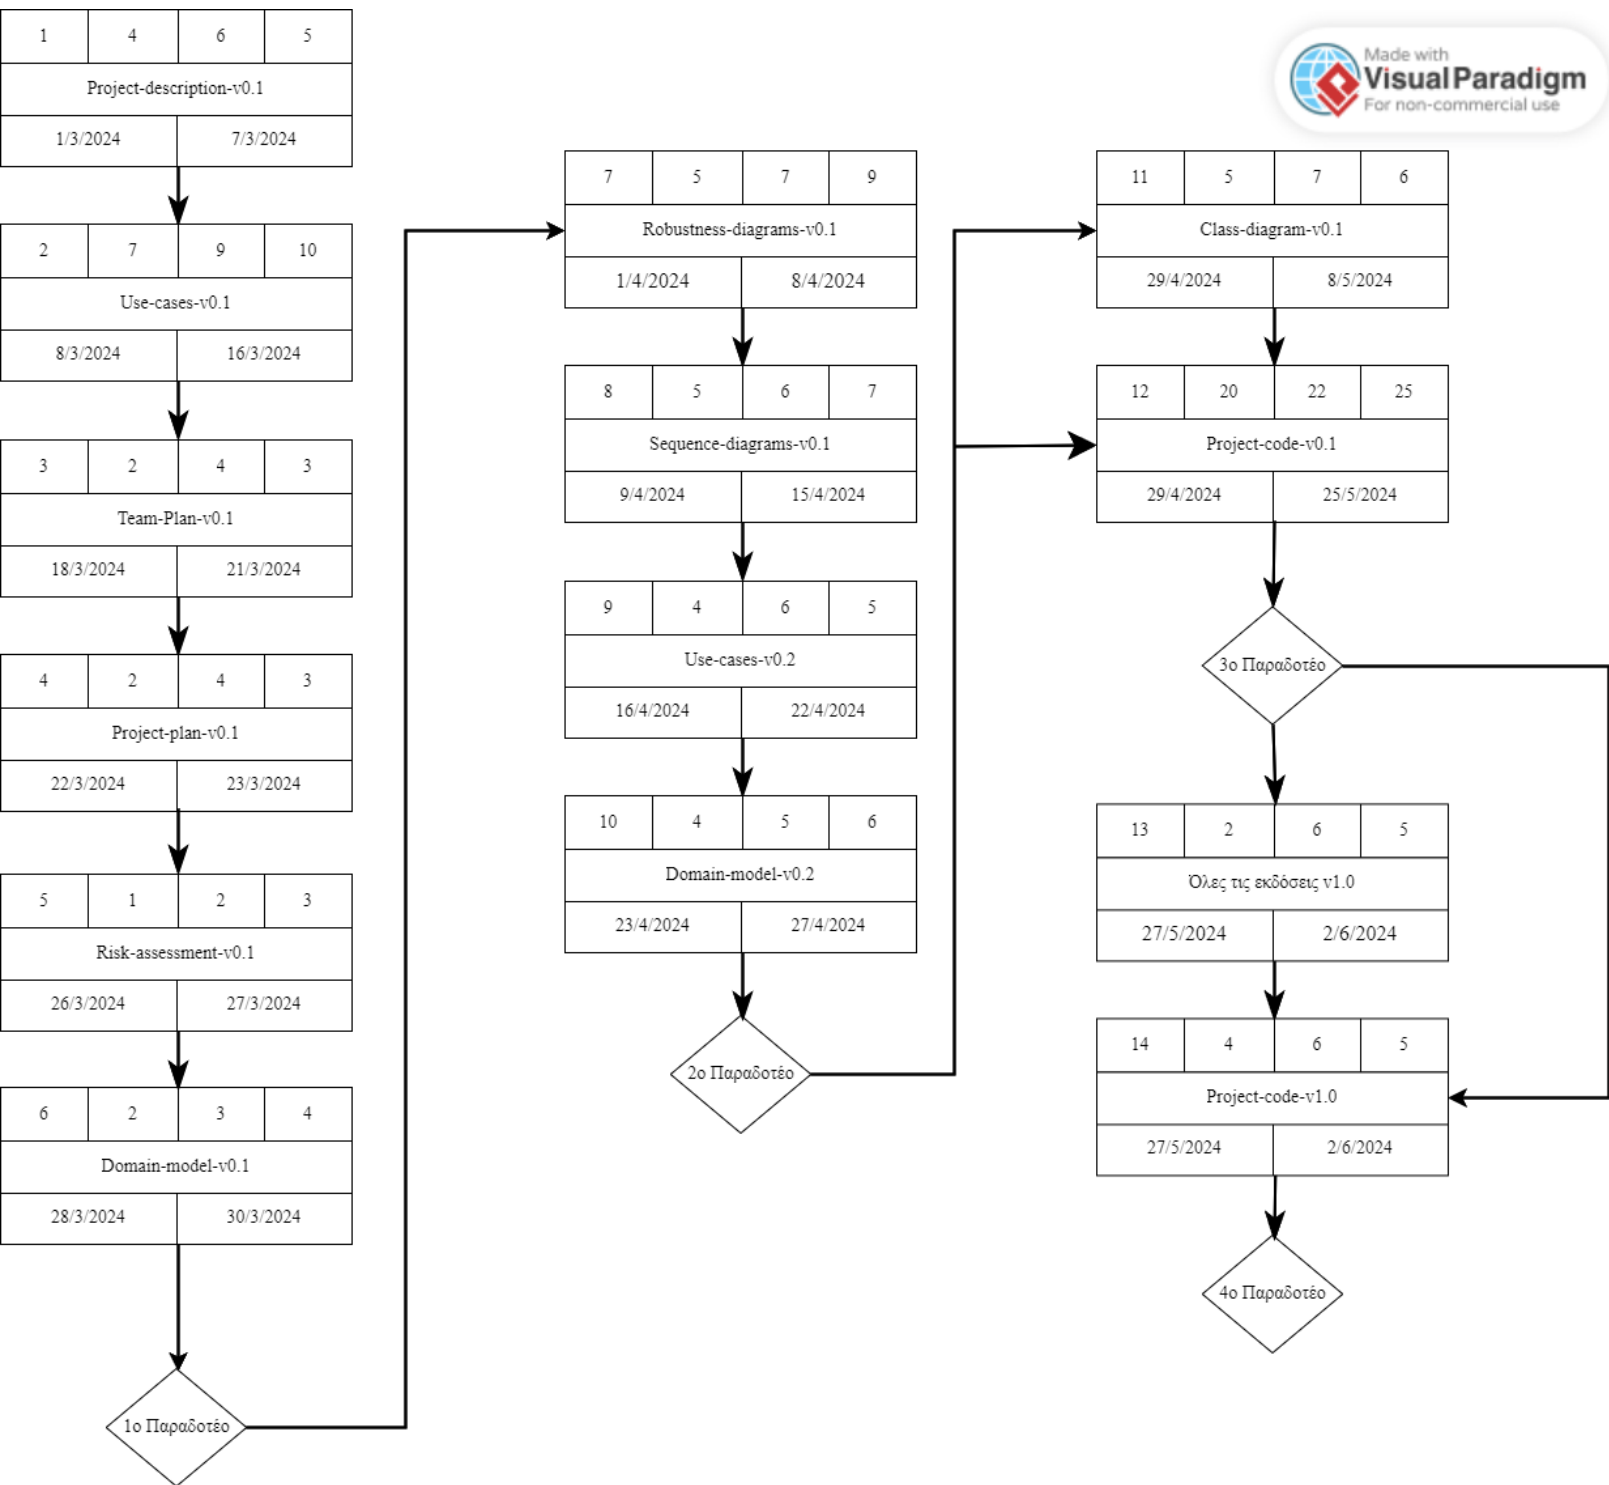 1 4 6 5
Project-description-v0.1
1/3/2024 7/3/2024
2 7 9 10
Use-cases-v0.1
8/3/2024 16/3/2024
3 2 4 3
Team-Plan-v0.1
18/3/2024 21/3/2024
4 2 4 3
Project-plan-v0.1
22/3/2024 23/3/2024
5 1 2 3
Risk-assessment-v0.1
26/3/2024 27/3/2024
6 2 3 4
Domain-model-v0.1
28/3/2024 30/3/2024
1ο Παραδοτέο
7 5 7 9
Robustness-diagrams-v0.1
1/4/2024 8/4/2024
8 5 6 7
Sequence-diagrams-v0.1
9/4/2024 15/4/2024
9 4 6 5
Use-cases-v0.2
16/4/2024 22/4/2024
10 4 5 6
Domain-model-v0.2
23/4/2024 27/4/2024
2ο Παραδοτέο
Made with
Visual Paradigm
For non-commercial use
11 5 7 6
Class-diagram-v0.1
29/4/2024 8/5/2024
12 20 22 25
Project-code-v0.1
29/4/2024 25/5/2024
3ο Παραδοτέο
13 2 6 5
Όλες τις εκδόσεις v1.0
27/5/2024 2/6/2024
14 4 6 5
Project-code-v1.0
27/5/2024 2/6/2024
4ο Παραδοτέο